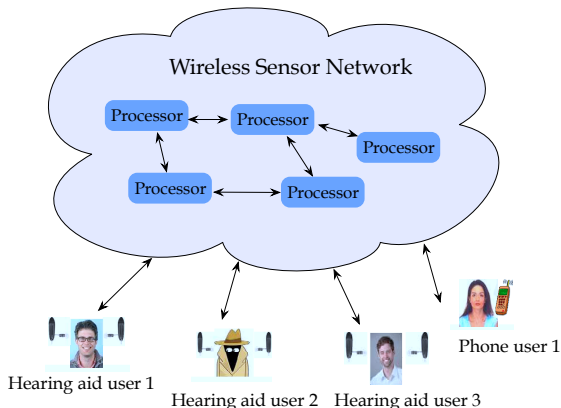 Wireless Sensor Network
Processor
Processor
Processor
Processor
Processor
Phone user 1
Hearing aid user 1
Hearing aid user 2
Hearing aid user 3